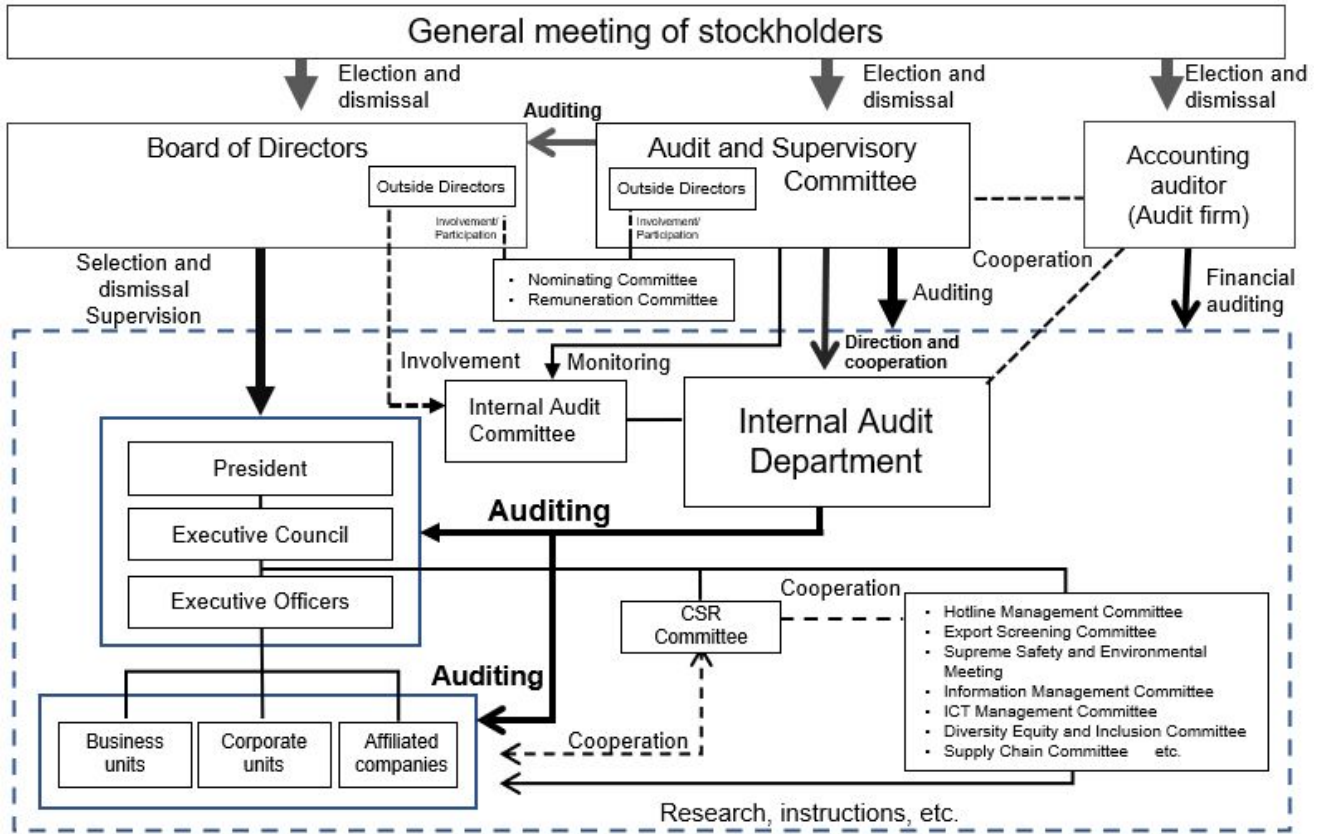 General meeting of stockholders
Election and
dismissal
Election and
dismissal
Election and
dismissal
Auditing
Board of Directors
Outside Directors
Involvement/
Participation
Audit and Supervisory
Committee
Outside Directors
Involvement/
Participation
Accounting
auditor
(Audit firm)
Selection and
dismissal
Supervision
• Nominating Committee
• Remuneration Committee
Cooperation
Auditing
Financial
auditing
Direction and
cooperation
Involvement
Monitoring
Internal Audit
Committee
Internal Audit
Department
President
Executive Council
Executive Officers
Auditing
Cooperation
CSR
Committee
• Hotline Management Committee
• Export Screening Committee
• Supreme Safety and Environmental
Meeting
• Information Management Committee
• ICT Management Committee
• Diversity Equity and Inclusion Committee
• Supply Chain Committee etc.
Auditing
Business
units
Corporate
units
Affiliated
companies
Cooperation
Research, instructions, etc.